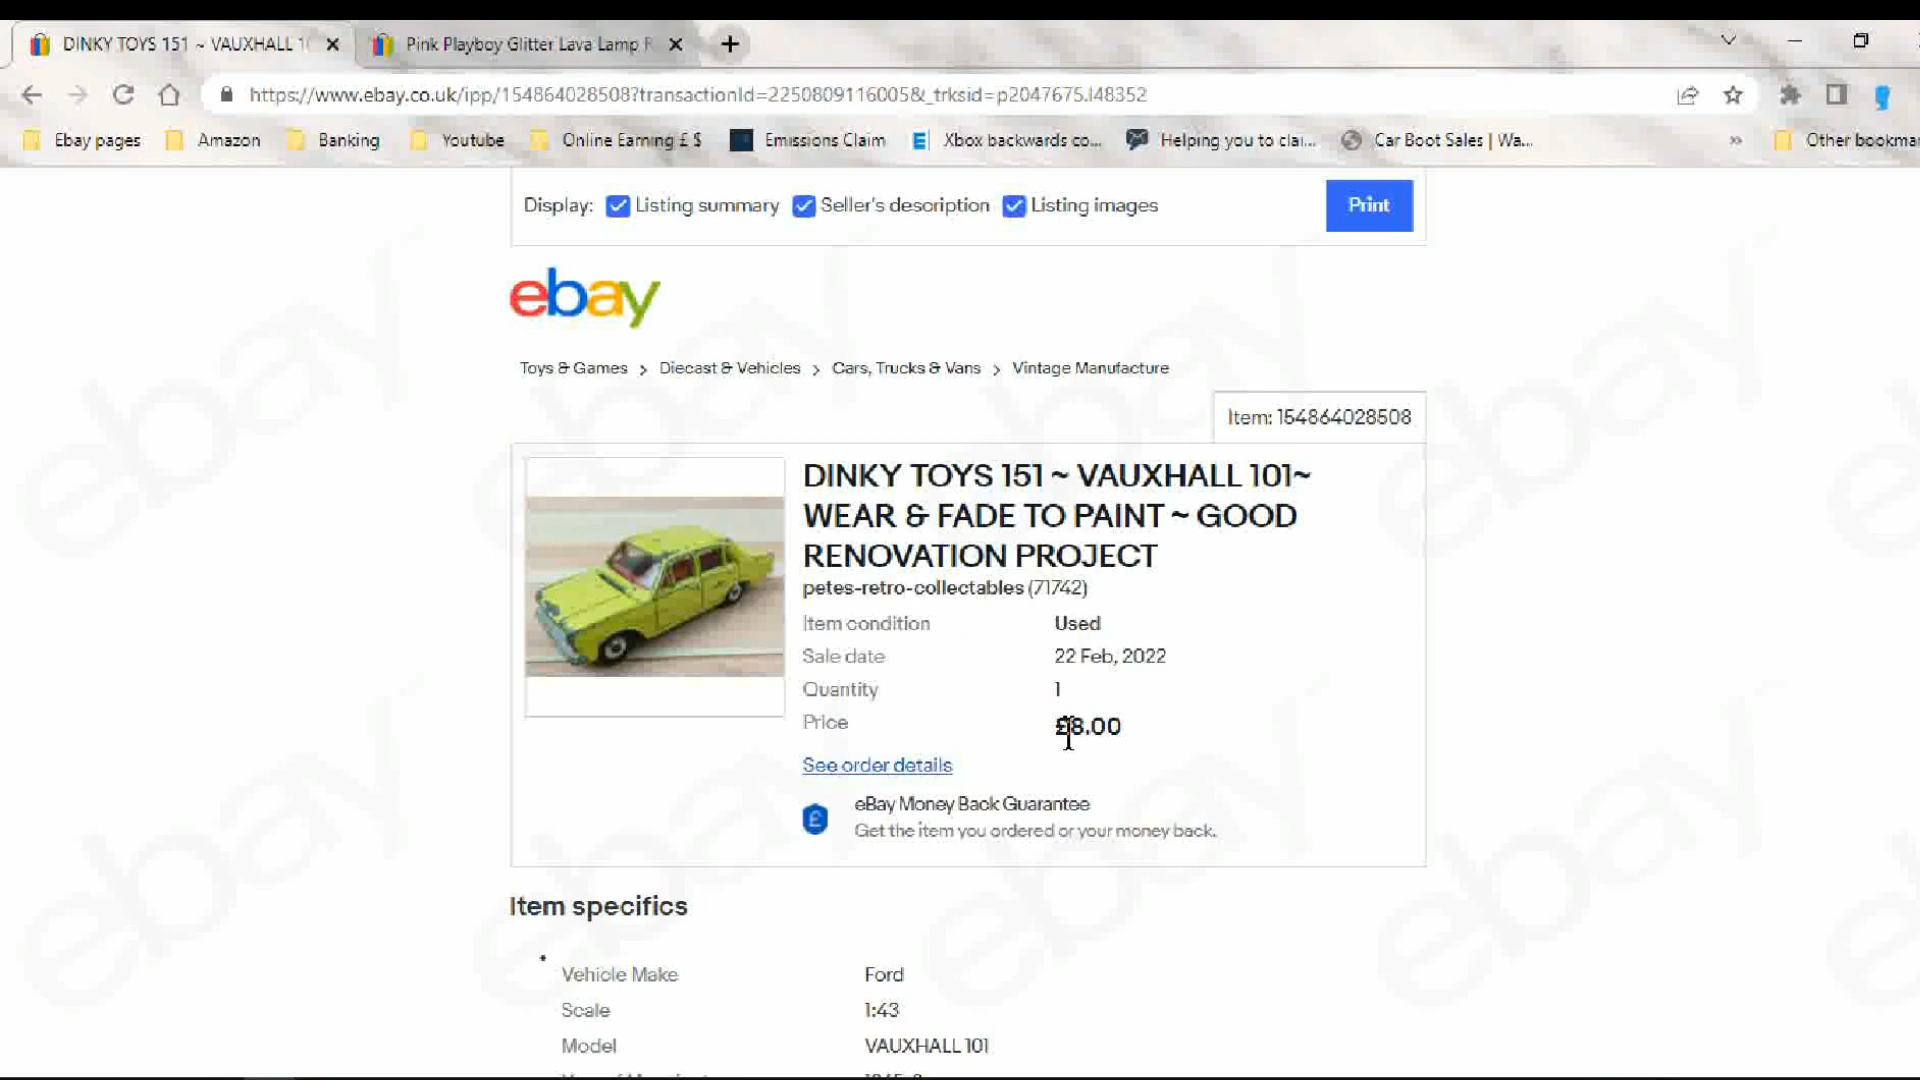 DINKY TOYS 151 ~ VAUXHALL 1
Pink Playboy Glitter Lava Lamp
https://www.ebay.co.uk/ipp/154864028508?transactionId=2250809116005&_trksid=p2047675.l48352
Ebay pages Amazon Banking Youtube Online Earning £ $ Emissions Claim Xbox backwards co... Helping you to clai... Car Boot Sales | Wa... » Other bookma
Display: Listing summary Seller's description Listing images Print
ebay
Toys & Games > Diecast & Vehicles > Cars, Trucks & Vans > Vintage Manufacture
Item: 154864028508
DINKY TOYS 151 ~ VAUXHALL 101~
WEAR & FADE TO PAINT ~ GOOD
RENOVATION PROJECT
petes-retro-collectables (71742)
Item condition Used
Sale date 22 Feb, 2022
Quantity 1
Price £8.00
See order details
eBay Money Back Guarantee
£
Get the item you ordered or your money back.
Item specifics
Vehicle Make Ford
Scale 1:43
Model VAUXHALL 101